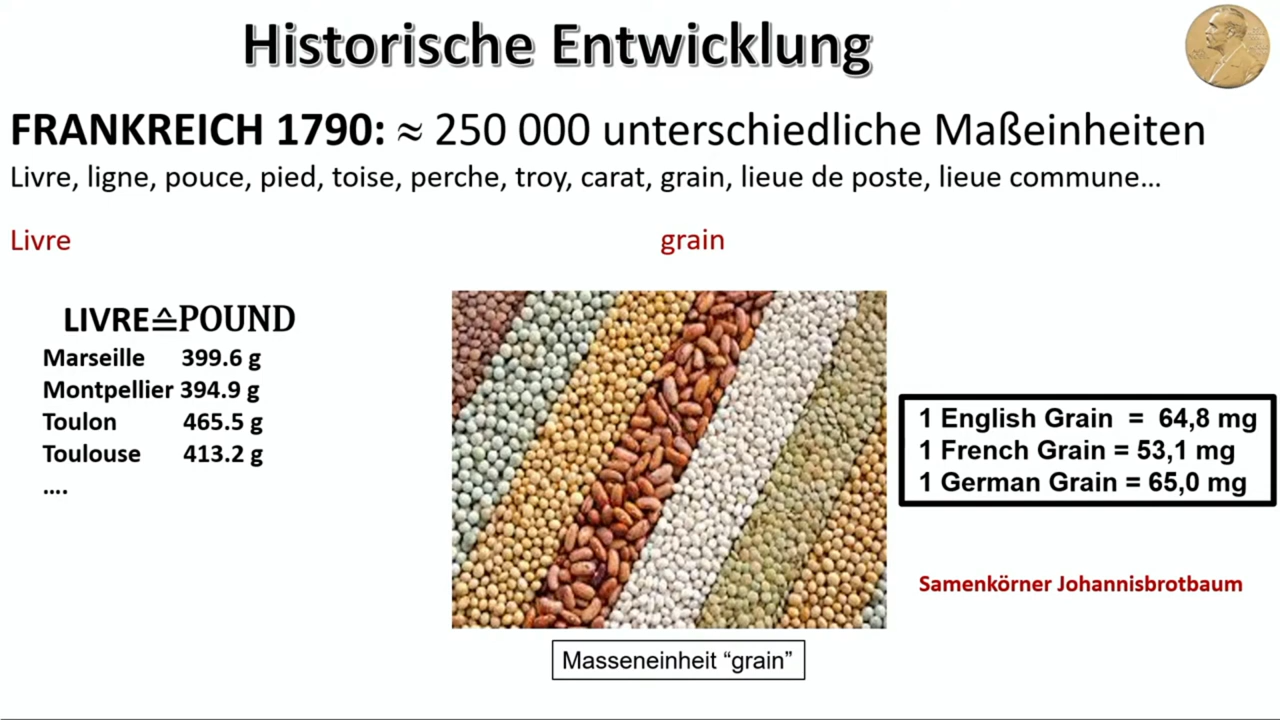 Historische Entwicklung
FRANKREICH 1790: ≈ 250 000 unterschiedliche Maßeinheiten
Livre, ligne, pouce, pied, toise, perche, troy, carat, grain, lieue de poste, lieue commune...
Livre
grain
LIVRE≙POUND
Marseille 399.6 g
Montpellier 394.9 g
Toulon 465.5 g
Toulouse 413.2 g
....
1 English Grain = 64,8 mg
1 French Grain = 53,1 mg
1 German Grain = 65,0 mg
Samenkörner Johannisbrotbaum
Masseneinheit “grain”